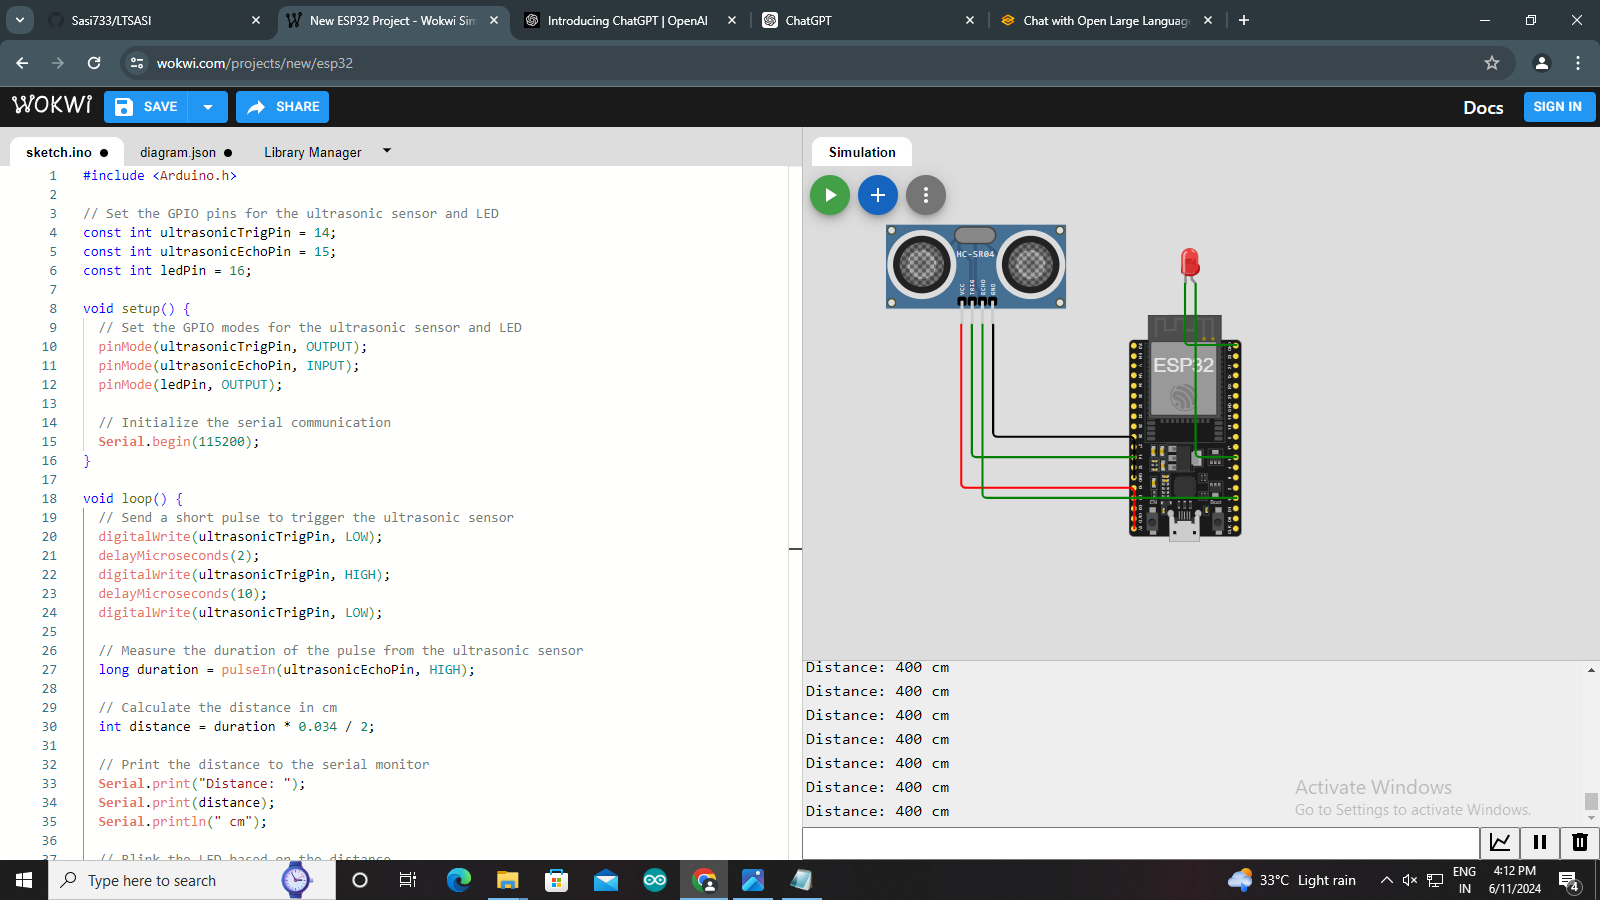 Sasi733/LTSASI
New ESP32 Project - Wokwi Sim
Introducing ChatGPT | OpenAI
ChatGPT
Chat with Open Large Languag
wokwi.com/projects/new/esp32
WOKWI
SAVE
SHARE
Docs
SIGN IN
sketch.ino
diagram.json
Library Manager
1 #include <Arduino.h>
2
3 // Set the GPIO pins for the ultrasonic sensor and LED
4 const int ultrasonicTrigPin = 14;
5 const int ultrasonicEchoPin = 15;
6 const int ledPin = 16;
7
8 void setup() {
9 // Set the GPIO modes for the ultrasonic sensor and LED
10 pinMode(ultrasonicTrigPin, OUTPUT);
11 pinMode(ultrasonicEchoPin, INPUT);
12 pinMode(ledPin, OUTPUT);
13
14 // Initialize the serial communication
15 Serial.begin(115200);
16 }
17
18 void loop() {
19 // Send a short pulse to trigger the ultrasonic sensor
20 digitalWrite(ultrasonicTrigPin, LOW);
21 delayMicroseconds(2);
22 digitalWrite(ultrasonicTrigPin, HIGH);
23 delayMicroseconds(10);
24 digitalWrite(ultrasonicTrigPin, LOW);
25
26 // Measure the duration of the pulse from the ultrasonic sensor
27 long duration = pulseIn(ultrasonicEchoPin, HIGH);
28
29 // Calculate the distance in cm
30 int distance = duration * 0.034 / 2;
31
32 // Print the distance to the serial monitor
33 Serial.print("Distance: ");
34 Serial.print(distance);
35 Serial.println(" cm");
36
37 // Blink the LED based on the distance
Simulation
HC-SR04
VCC
TRIG
ECHO
GND
ESP32
EN
Boot
Distance: 400 cm
Distance: 400 cm
Distance: 400 cm
Distance: 400 cm
Distance: 400 cm
Distance: 400 cm
Distance: 400 cm
Activate Windows
Go to Settings to activate Windows.
Type here to search
33°C Light rain
ENG
IN
4:12 PM
6/11/2024
4